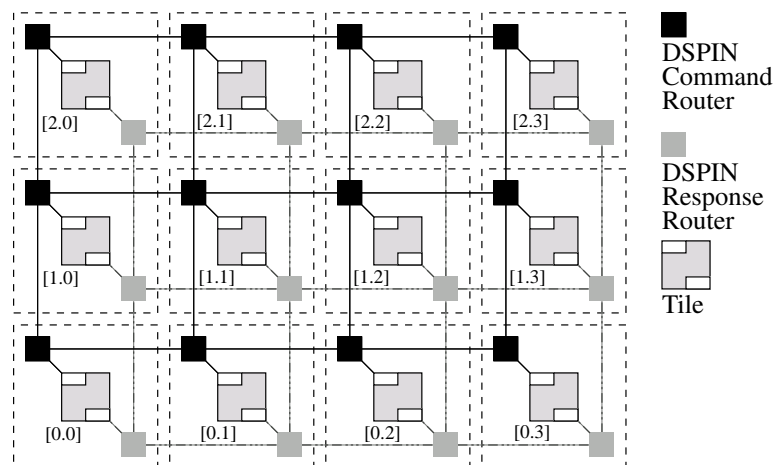 DSPIN
Command
Router
[2.0]
[2.1]
[2.2]
[2.3]
DSPIN
Response
Router
[1.0]
[1.1]
[1.2]
[1.3]
Tile
[0.0]
[0.1]
[0.2]
[0.3]